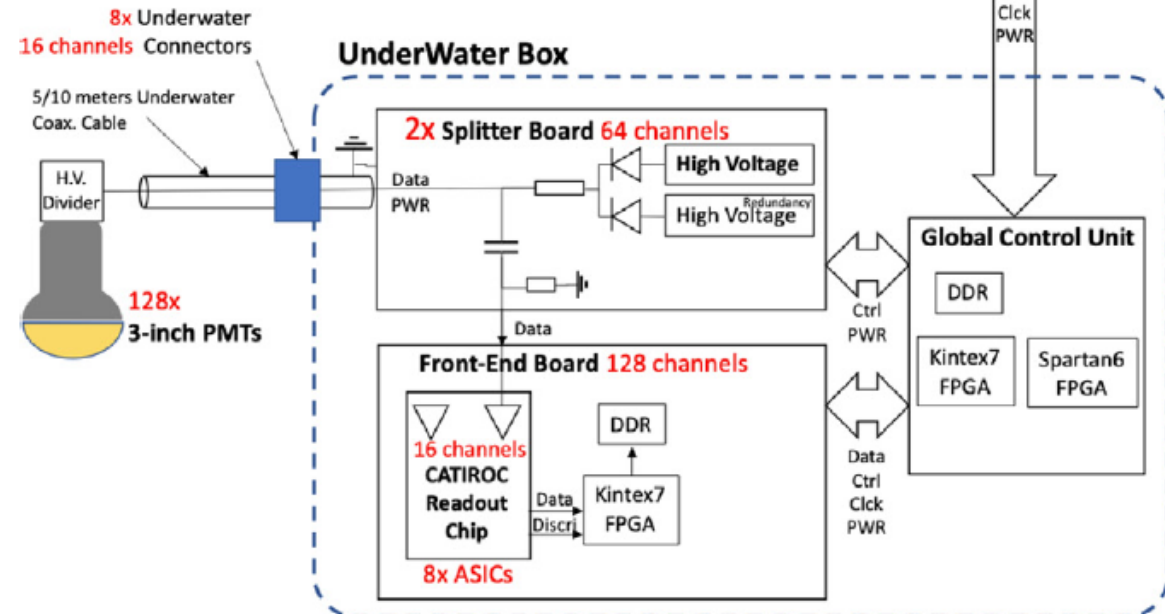 8x Underwater
16 channels Connectors
5/10 meters Underwater
Coax. Cable
H.V.
Divider
128x
3-inch PMTs
UnderWater Box
2x Splitter Board 64 channels
Data
PWR
High Voltage
Redundancy
High Voltage
Data
Front-End Board 128 channels
16 channels
CATIROC
Readout
Chip
8x ASICs
Data
Discri
DDR
Kintex7
FPGA
Clck
PWR
Ctrl
PWR
Data
Ctrl
Clck
PWR
Global Control Unit
DDR
Kintex7
FPGA
Spartan6
FPGA